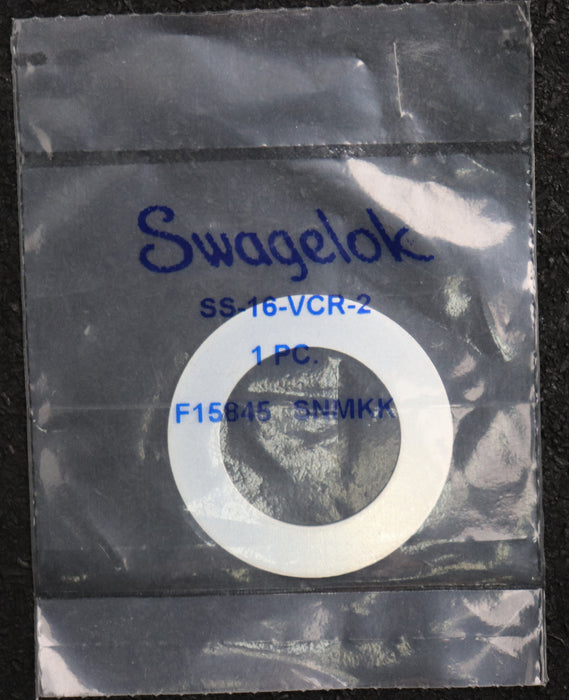 Swagelok
SS-16-VCR-2
1 PC.
F15845 SNMKK